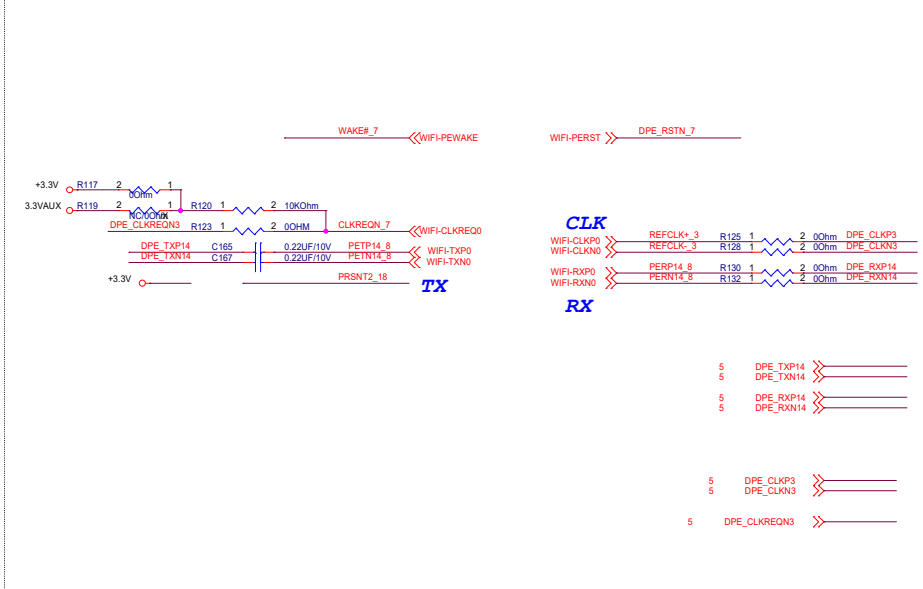 WAKE#_7 WIFI-PEWAKE WIFI-PERST DPE_RSTN_7
+3.3V R117 2 1
0Ohm
3.3VAUX R119 2 1 R120 1 2 10KOhm
NC/0Ohm
DPE_CLKREQN3 R123 1 2 0OHM CLKREQN_7 WIFI-CLKREQ0
CLK
WIFI-CLKP0 REFCLK+_3 R125 1 2 0Ohm DPE_CLKP3
WIFI-CLKN0 REFCLK-_3 R128 1 2 0Ohm DPE_CLKN3
DPE_TXP14 C165 0.22UF/10V PETP14_8 WIFI-TXP0
DPE_TXN14 C167 0.22UF/10V PETN14_8 WIFI-TXN0
WIFI-RXP0 PERP14_8 R130 1 2 0Ohm DPE_RXP14
WIFI-RXN0 PERN14_8 R132 1 2 0Ohm DPE_RXN14
+3.3V PRSNT2_18
TX
RX
5 DPE_TXP14
5 DPE_TXN14
5 DPE_RXP14
5 DPE_RXN14
5 DPE_CLKP3
5 DPE_CLKN3
5 DPE_CLKREQN3